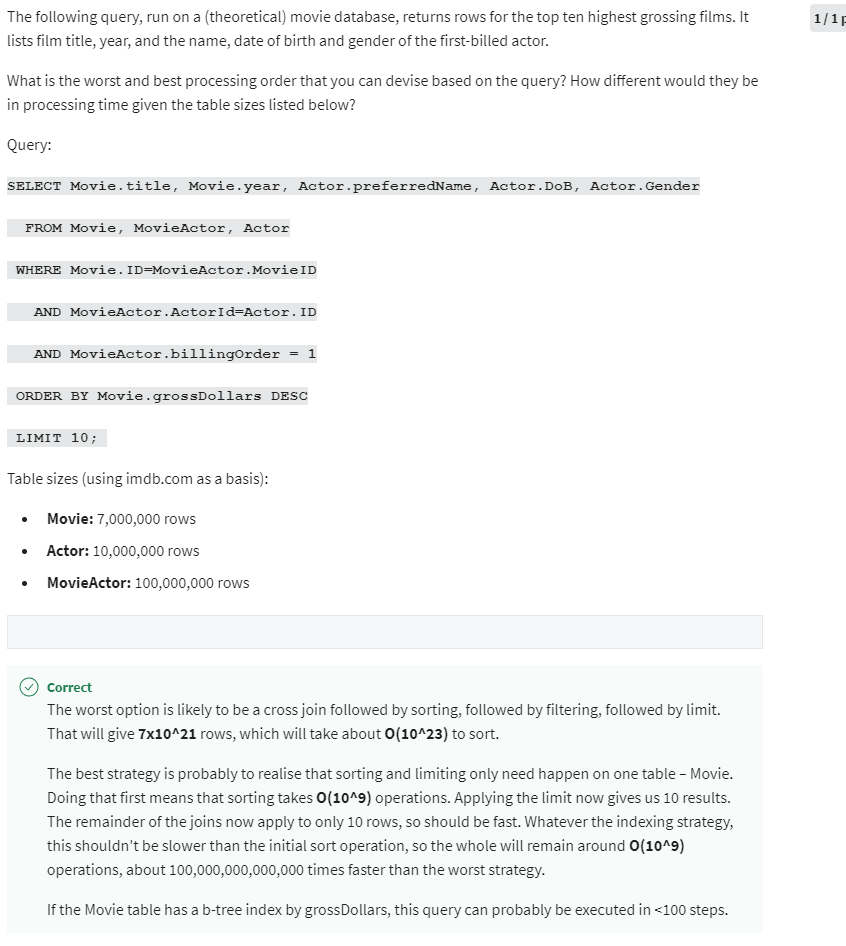 The following query, run on a (theoretical) movie database, returns rows for the top ten highest grossing films. It
1 / 1 p
lists film title, year, and the name, date of birth and gender of the first-billed actor.
What is the worst and best processing order that you can devise based on the query? How different would they be
in processing time given the table sizes listed below?
Query:
SELECT Movie.title, Movie.year, Actor.preferredName, Actor.DoB, Actor.Gender
FROM Movie, MovieActor, Actor
WHERE Movie.ID=MovieActor.MovieID
AND MovieActor.ActorId=Actor.ID
AND MovieActor.billingOrder = 1
ORDER BY Movie.grossDollars DESC
LIMIT 10;
Table sizes (using imdb.com as a basis):
• Movie: 7,000,000 rows
• Actor: 10,000,000 rows
• MovieActor: 100,000,000 rows
Correct
The worst option is likely to be a cross join followed by sorting, followed by filtering, followed by limit.
That will give 7x10^21 rows, which will take about O(10^23) to sort.
The best strategy is probably to realise that sorting and limiting only need happen on one table – Movie.
Doing that first means that sorting takes O(10^9) operations. Applying the limit now gives us 10 results.
The remainder of the joins now apply to only 10 rows, so should be fast. Whatever the indexing strategy,
this shouldn't be slower than the initial sort operation, so the whole will remain around O(10^9)
operations, about 100,000,000,000,000 times faster than the worst strategy.
If the Movie table has a b-tree index by grossDollars, this query can probably be executed in <100 steps.